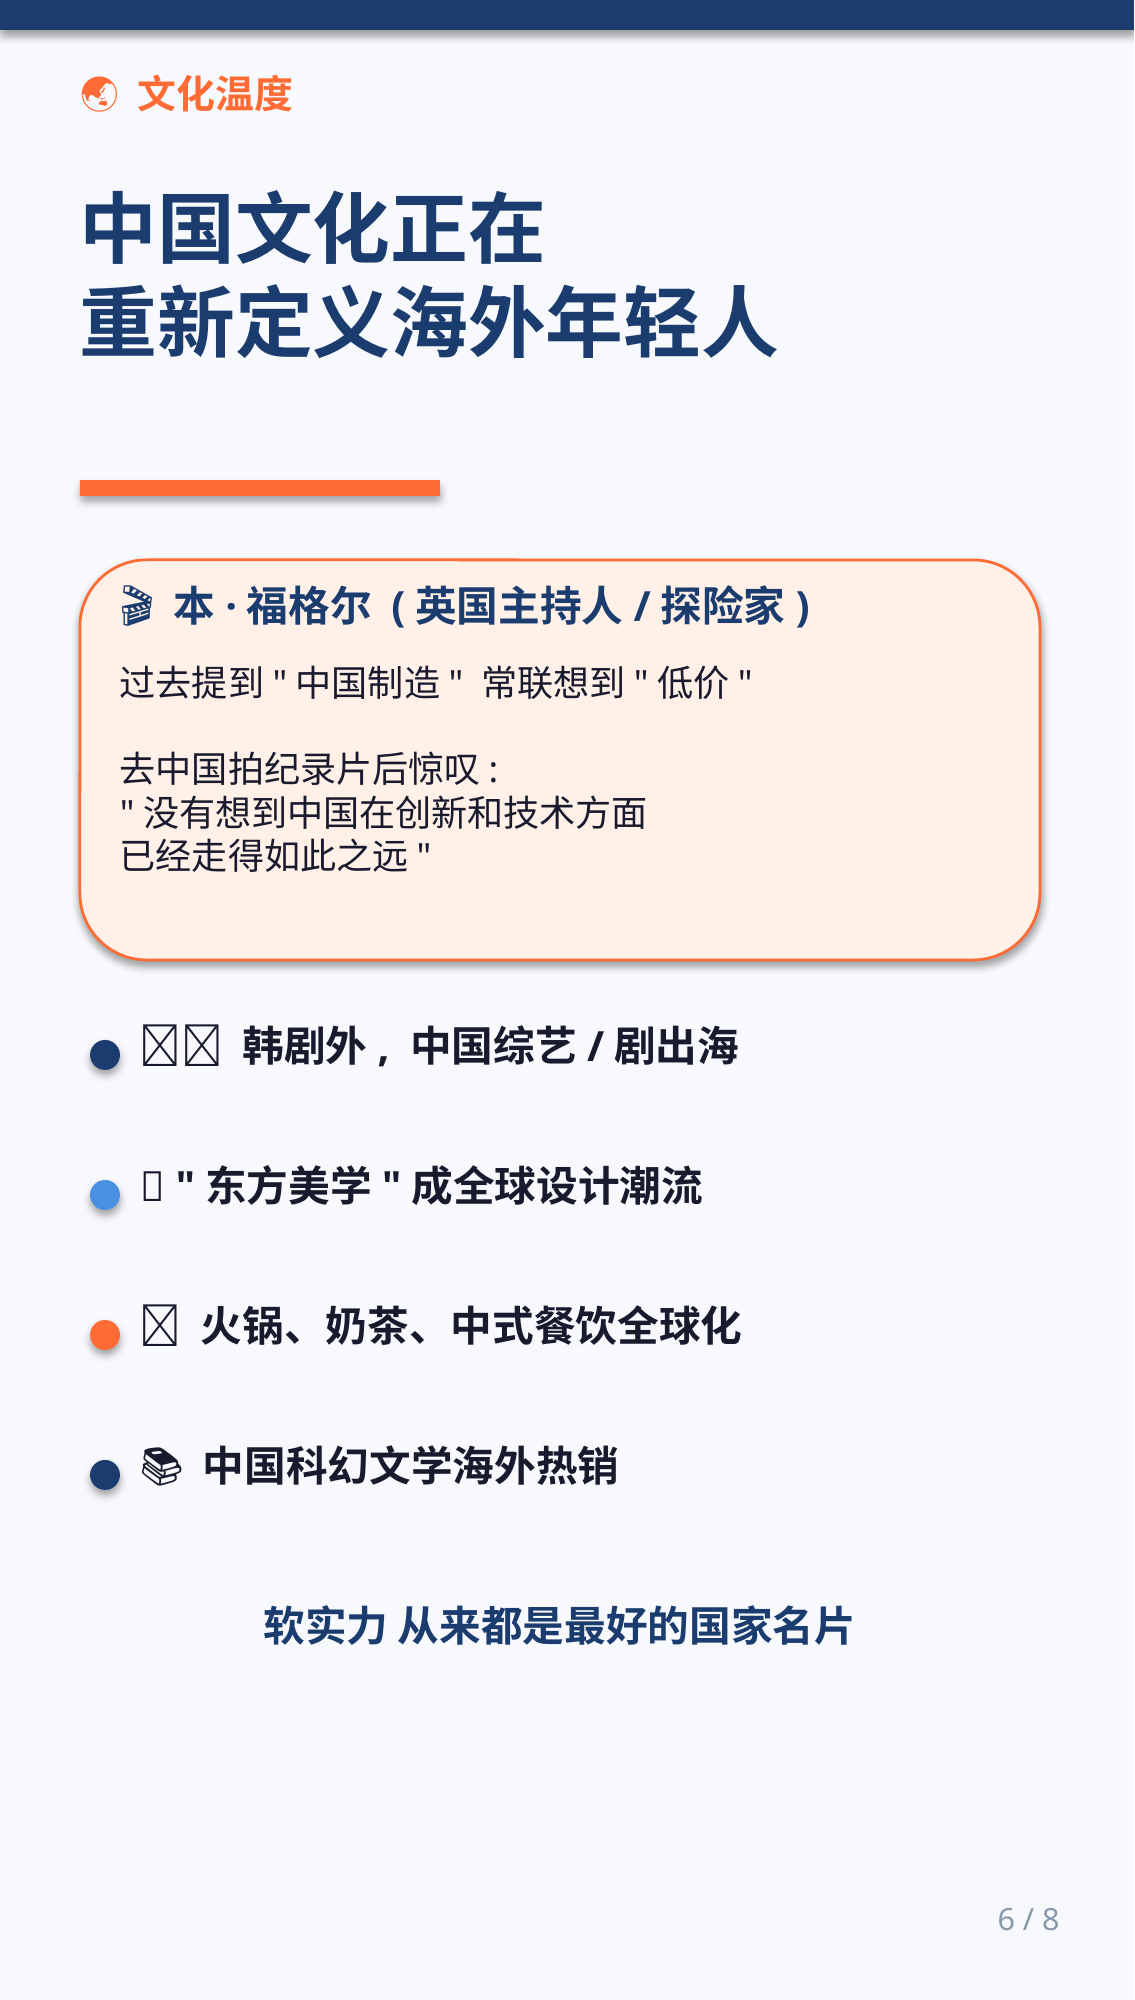 🌏 文化温度
中国文化正在
重新定义海外年轻人
🎬 本·福格尔（英国主持人/探险家）
过去提到"中国制造" 常联想到"低价"
去中国拍纪录片后惊叹：
"没有想到中国在创新和技术方面
已经走得如此之远"
韩剧外，中国综艺/剧出海
"东方美学"成全球设计潮流
火锅、奶茶、中式餐饮全球化
📚 中国科幻文学海外热销
软实力 从来都是最好的国家名片
6 / 8